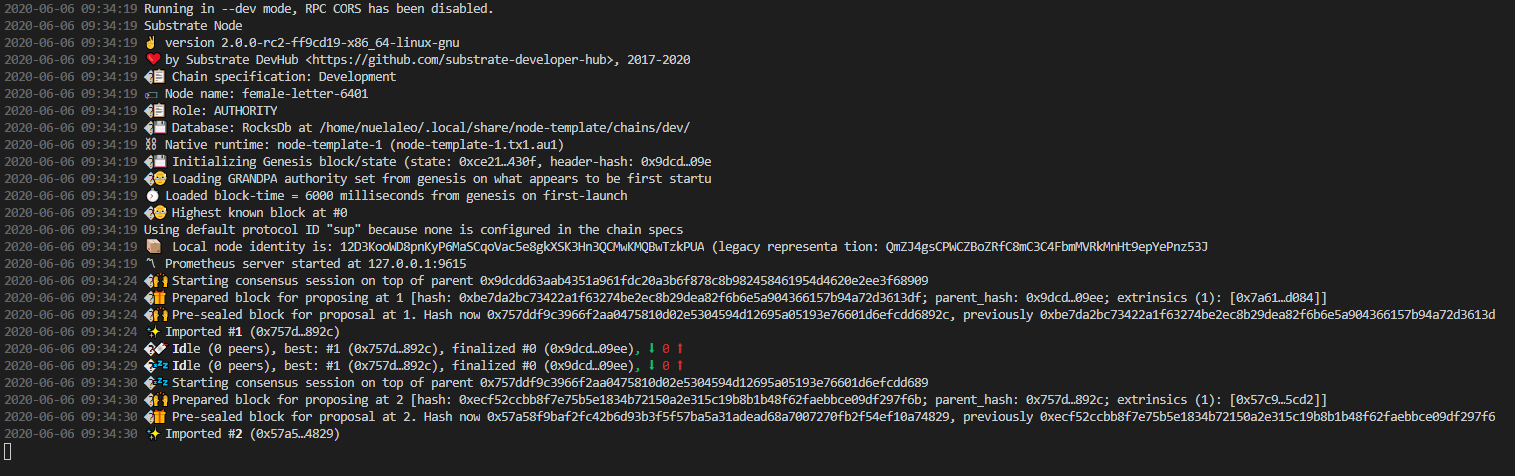 2020-06-06 09:34:19 Running in --dev mode, RPC CORS has been disabled.
2020-06-06 09:34:19 Substrate Node
2020-06-06 09:34:19 ✌️ version 2.0.0-rc2-ff9cd19-x86_64-linux-gnu
2020-06-06 09:34:19 ❤️ by Substrate DevHub <https://github.com/substrate-developer-hub>, 2017-2020
2020-06-06 09:34:19 �📋 Chain specification: Development
2020-06-06 09:34:19 🏷 Node name: female-letter-6401
2020-06-06 09:34:19 �📋 Role: AUTHORITY
2020-06-06 09:34:19 �💾 Database: RocksDb at /home/nuelaleo/.local/share/node-template/chains/dev/
2020-06-06 09:34:19 ⛓ Native runtime: node-template-1 (node-template-1.tx1.au1)
2020-06-06 09:34:19 �💾 Initializing Genesis block/state (state: 0xce21…430f, header-hash: 0x9dcd…09e
2020-06-06 09:34:19 �👴 Loading GRANDPA authority set from genesis on what appears to be first startu
2020-06-06 09:34:19 ⏱ Loaded block-time = 6000 milliseconds from genesis on first-launch
2020-06-06 09:34:19 �👴 Highest known block at #0
2020-06-06 09:34:19 Using default protocol ID "sup" because none is configured in the chain specs
2020-06-06 09:34:19 📦 Local node identity is: 12D3KooWD8pnKyP6MaSCqoVac5e8gkXSK3Hn3QCMwKMQBwTzkPUA (legacy representa tion: QmZJ4gsCPWCZBoZRfC8mC3C4FbmMVRkMnHt9epYePnz53J
2020-06-06 09:34:19 〽 Prometheus server started at 127.0.0.1:9615
2020-06-06 09:34:24 �🙌 Starting consensus session on top of parent 0x9dcdd63aab4351a961fdc20a3b6f878c8b982458461954d4620e2ee3f68909
2020-06-06 09:34:24 �🎁 Prepared block for proposing at 1 [hash: 0xbe7da2bc73422a1f63274be2ec8b29dea82f6b6e5a904366157b94a72d3613df; parent_hash: 0x9dcd…09ee; extrinsics (1): [0x7a61…d084]]
2020-06-06 09:34:24 �🙌 Pre-sealed block for proposal at 1. Hash now 0x757ddf9c3966f2aa0475810d02e5304594d12695a05193e76601d6efcdd6892c, previously 0xbe7da2bc73422a1f63274be2ec8b29dea82f6b6e5a904366157b94a72d3613d
2020-06-06 09:34:24 ✨ Imported #1 (0x757d…892c)
2020-06-06 09:34:24 Idle (0 peers), best: #1 (0x757d…892c), finalized #0 (0x9dcd…09ee), ⬇ 0 ⬆
2020-06-06 09:34:29 �💤 Idle (0 peers), best: #1 (0x757d…892c), finalized #0 (0x9dcd…09ee), ⬇ 0 ⬆
2020-06-06 09:34:30 �💤 Starting consensus session on top of parent 0x757ddf9c3966f2aa0475810d02e5304594d12695a05193e76601d6efcdd689
2020-06-06 09:34:30 �🙌 Prepared block for proposing at 2 [hash: 0xecf52ccbb8f7e75b5e1834b72150a2e315c19b8b1b48f62faebbce09df297f6b; parent_hash: 0x757d…892c; extrinsics (1): [0x57c9…5cd2]]
2020-06-06 09:34:30 �🎁 Pre-sealed block for proposal at 2. Hash now 0x57a58f9baf2fc42b6d93b3f5f57ba5a31adead68a7007270fb2f54ef10a74829, previously 0xecf52ccbb8f7e75b5e1834b72150a2e315c19b8b1b48f62faebbce09df297f6
2020-06-06 09:34:30 ✨ Imported #2 (0x57a5…4829)